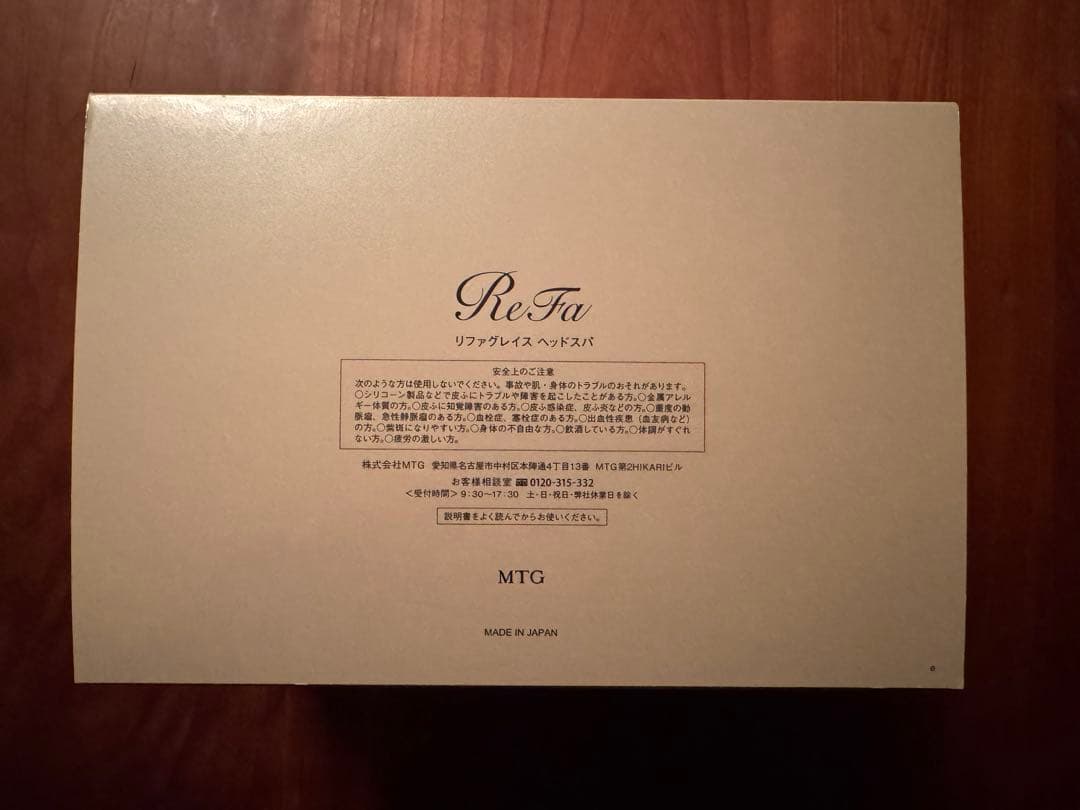 ReFa
リファグレイス ヘッドスパ
安全上のご注意
次のような方は使用しないでください。事故や肌・身体のトラブルのおそれがあります。
○シリコーン製品などで皮ふにトラブルや障害を起こしたことがある方。○金属アレル
ギー体質の方。○皮ふに知覚障害のある方。○皮ふ感染症、皮ふ炎などの方。○重度の動
脈瘤、急性静脈瘤のある方。○血栓症、塞栓症のある方。○出血性疾患（血友病など）
の方。○紫斑になりやすい方。○身体の不自由な方。○飲酒している方。○体調がすぐれ
ない方。○疲労の激しい方。
株式会社MTG 愛知県名古屋市中村区本陣通4丁目13番 MTG第2HIKARIビル
お客様相談室 0120-315-332
＜受付時間＞9:30〜17:30 土・日・祝日・弊社休業日を除く
説明書をよく読んでからお使いください。
MTG
MADE IN JAPAN
e